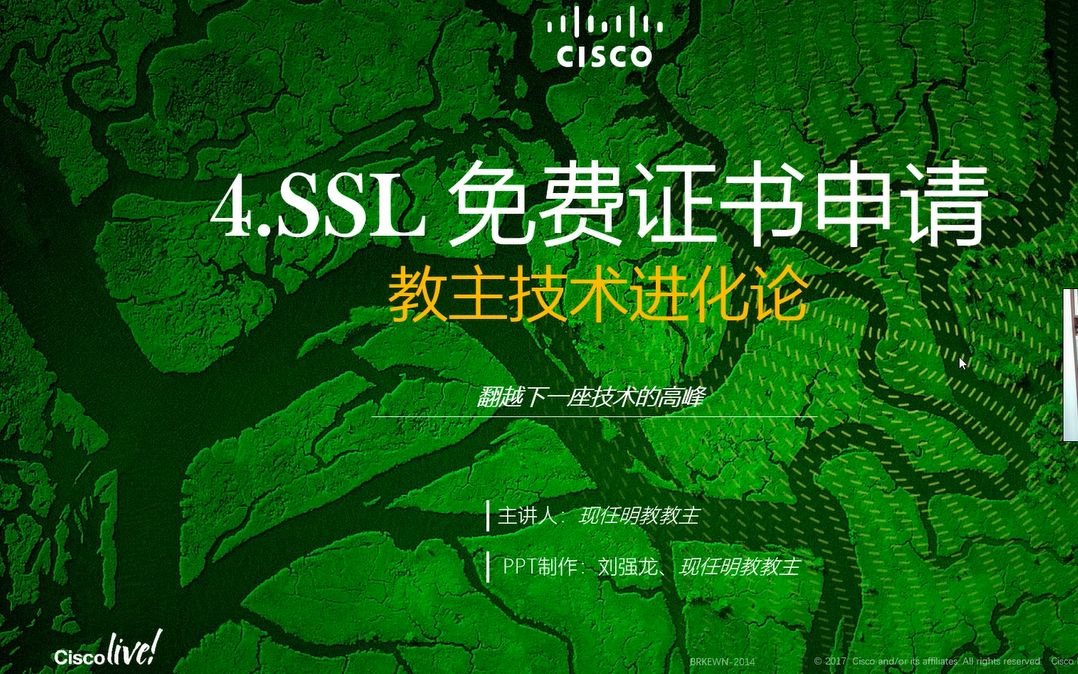 CISCO
4.SSL 免费证书申请
教主技术进化论
翻越下一座技术的高峰
主讲人：现任明教教主
PPT制作：刘强龙、现任明教教主
Cisco live!
BRKEWN-2014
© 2017 Cisco and/or its affiliates. All rights reserved. Cisco